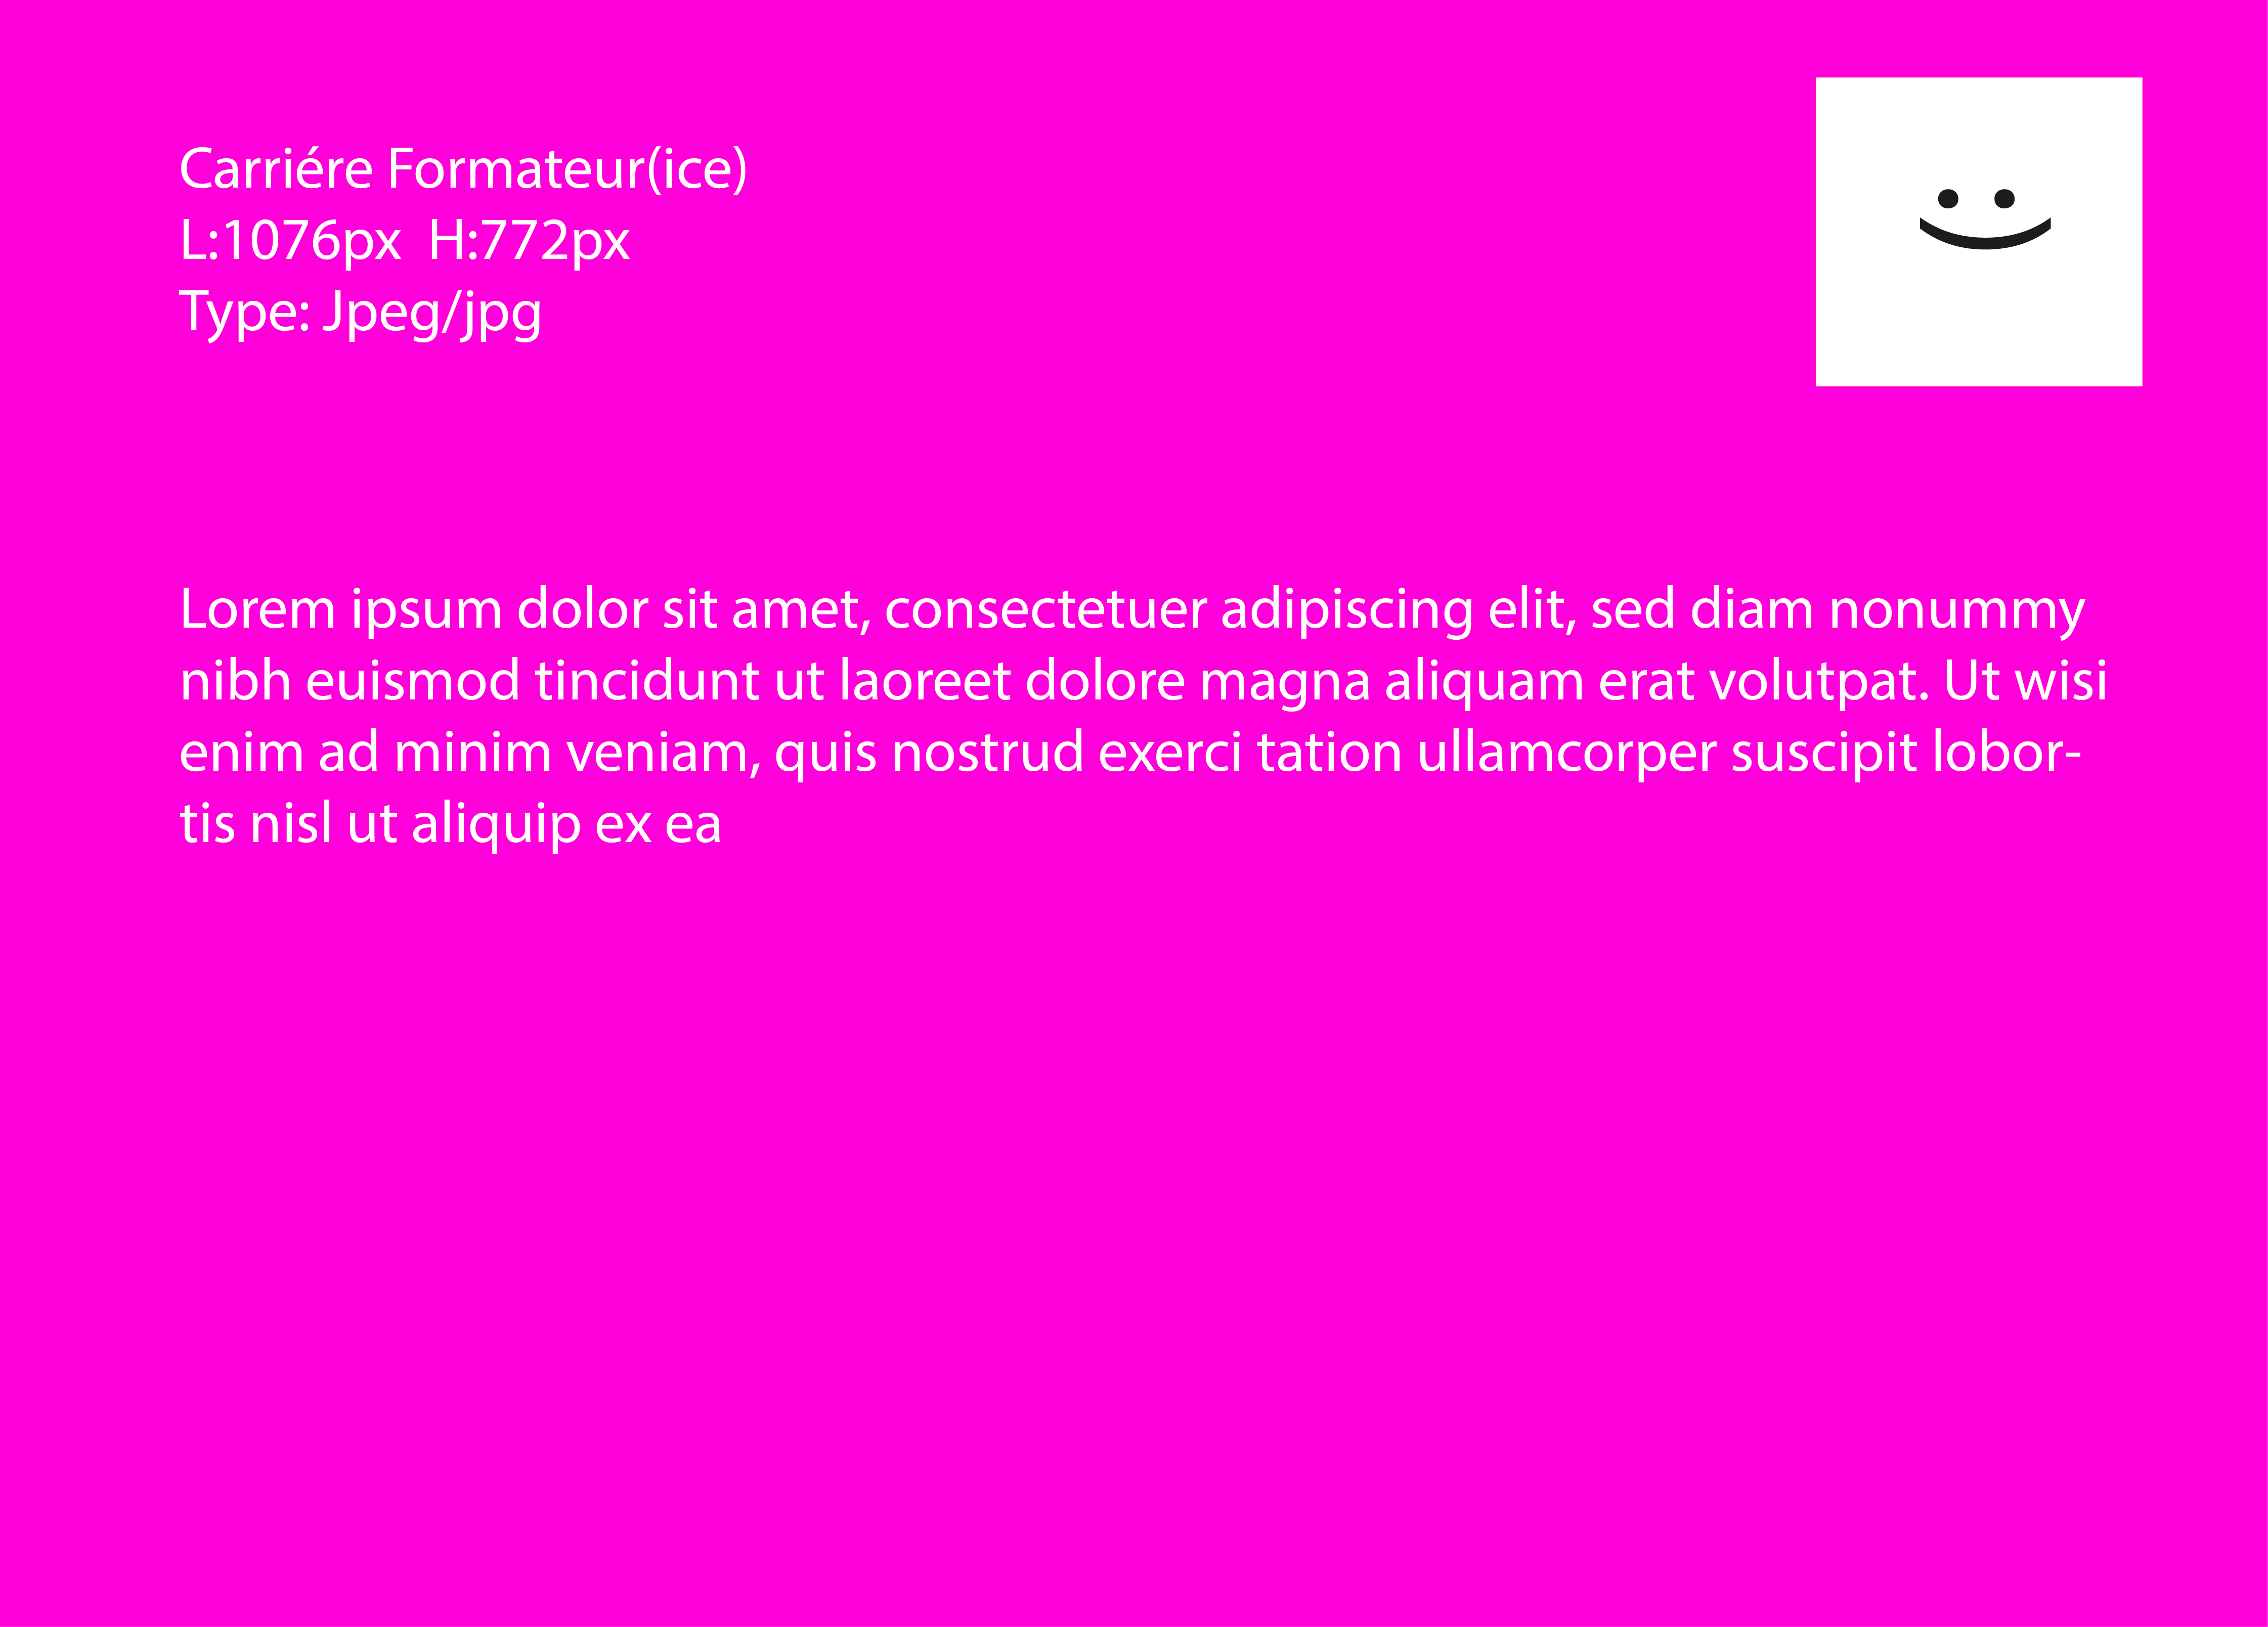 Carriére Formateur(ice)
L:1076px  H:772px
Type: Jpeg/jpg
Lorem ipsum dolor sit amet, consectetuer adipiscing elit, sed diam nonummy
nibh euismod tincidunt ut laoreet dolore magna aliquam erat volutpat. Ut wisi
enim ad minim veniam, quis nostrud exerci tation ullamcorper suscipit lobor-
tis nisl ut aliquip ex ea